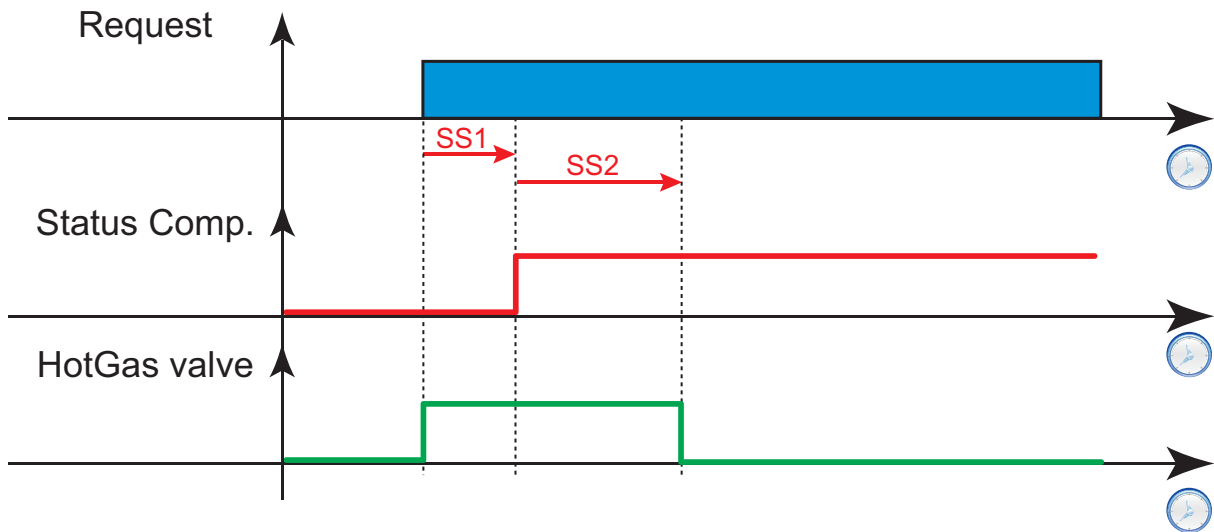 Request
SS1
SS2
Status Comp.
HotGas valve